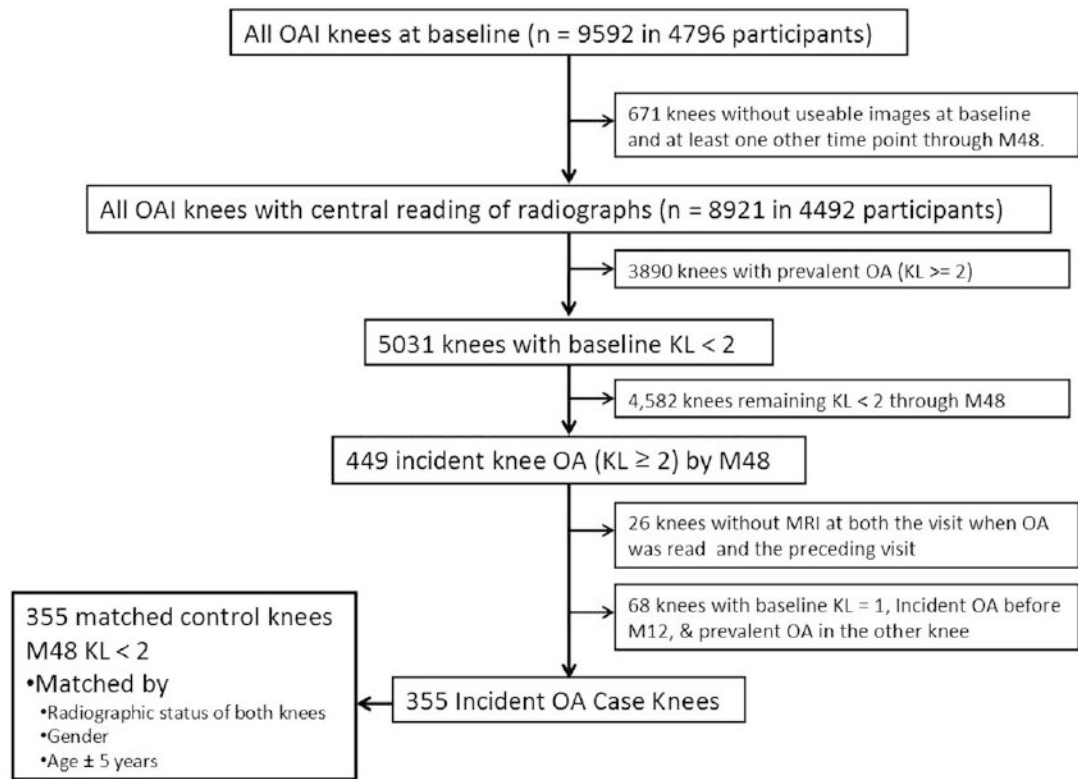 All OAI knees at baseline (n = 9592 in 4796 participants)
671 knees without useable images at baseline
and at least one other time point through M48.
All OAI knees with central reading of radiographs (n = 8921 in 4492 participants)
3890 knees with prevalent OA (KL >= 2)
5031 knees with baseline KL < 2
4,582 knees remaining KL < 2 through M48
449 incident knee OA (KL ≥ 2) by M48
26 knees without MRI at both the visit when OA
was read and the preceding visit
68 knees with baseline KL = 1, Incident OA before
M12, & prevalent OA in the other knee
355 matched control knees
M48 KL < 2
•Matched by
•Radiographic status of both knees
•Gender
•Age ± 5 years
355 Incident OA Case Knees